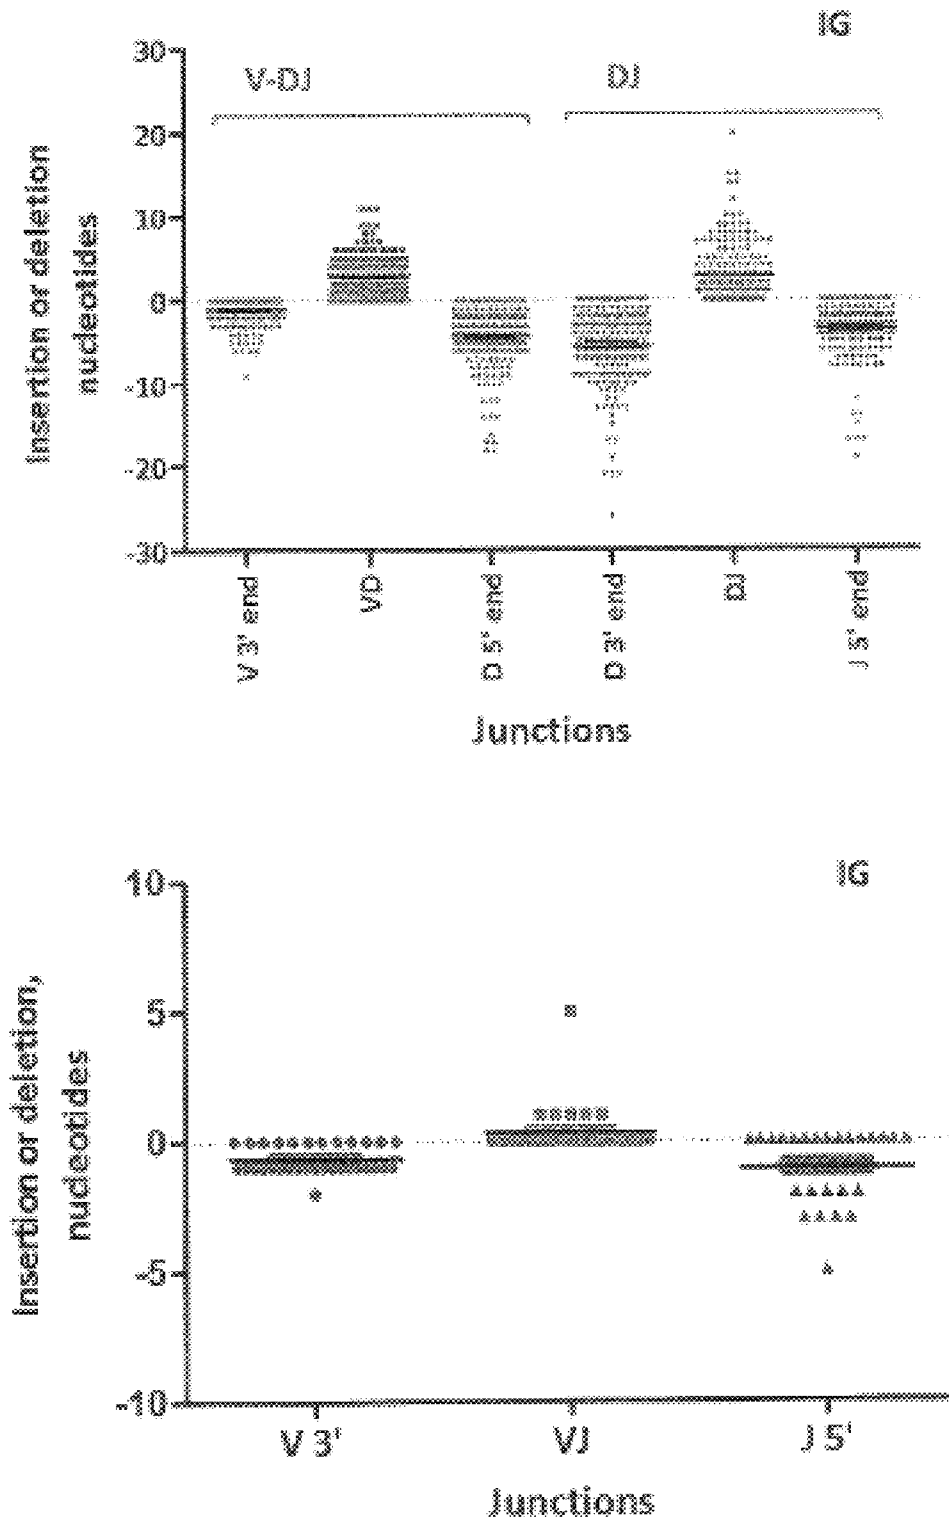 IG
V-DJ
DJ
30
20
10
0
-10
-20
-30
Insertion or deletion
nucleotides
V 3' end
VD
D 5' end
D 3' end
DJ
J 5' end
Junctions
IG
10
5
0
-5
-10
Insertion or deletion,
nucleotides
V 3'
VJ
J 5'
Junctions